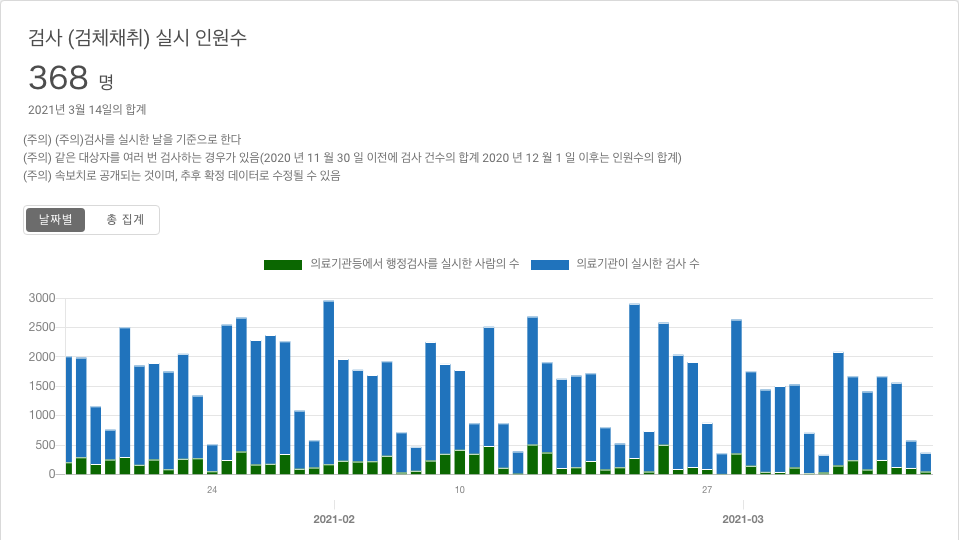 검사 (검체채취) 실시 인원수
368 명
2021년 3월 14일의 합계
(주의) (주의)검사를 실시한 날을 기준으로 한다
(주의) 같은 대상자를 여러 번 검사하는 경우가 있음(2020 년 11 월 30 일 이전에 검사 건수의 합계 2020 년 12 월 1 일 이후는 인원수의 합계)
(주의) 속보치로 공개되는 것이며, 추후 확정 데이터로 수정될 수 있음
날짜별 총 집계
의료기관등에서 행정검사를 실시한 사람의 수 의료기관이 실시한 검사 수
3000
2500
2000
1500
1000
500
0
24 10 27
2021-02 2021-03